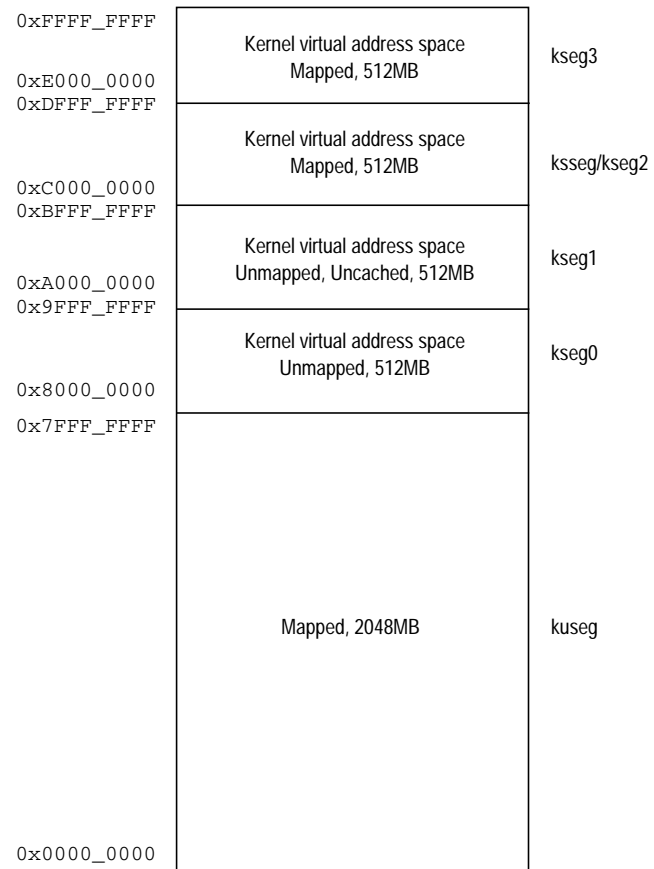 0xFFFF_FFFF
Kernel virtual address space
Mapped, 512MB
kseg3
0xE000_0000
0xDFFF_FFFF
Kernel virtual address space
Mapped, 512MB
ksseg/kseg2
0xC000_0000
0xBFFF_FFFF
Kernel virtual address space
Unmapped, Uncached, 512MB
kseg1
0xA000_0000
0x9FFF_FFFF
Kernel virtual address space
Unmapped, 512MB
kseg0
0x8000_0000
0x7FFF_FFFF
Mapped, 2048MB
kuseg
0x0000_0000